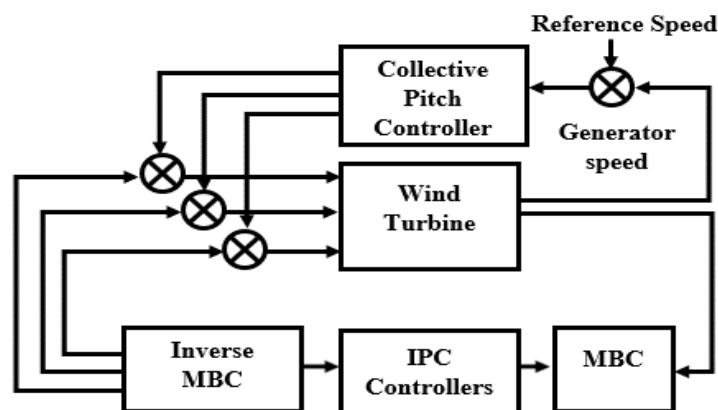 Reference Speed
Collective
Pitch
Controller
Generator
speed
Wind
Turbine
Inverse
MBC
IPC
Controllers
MBC